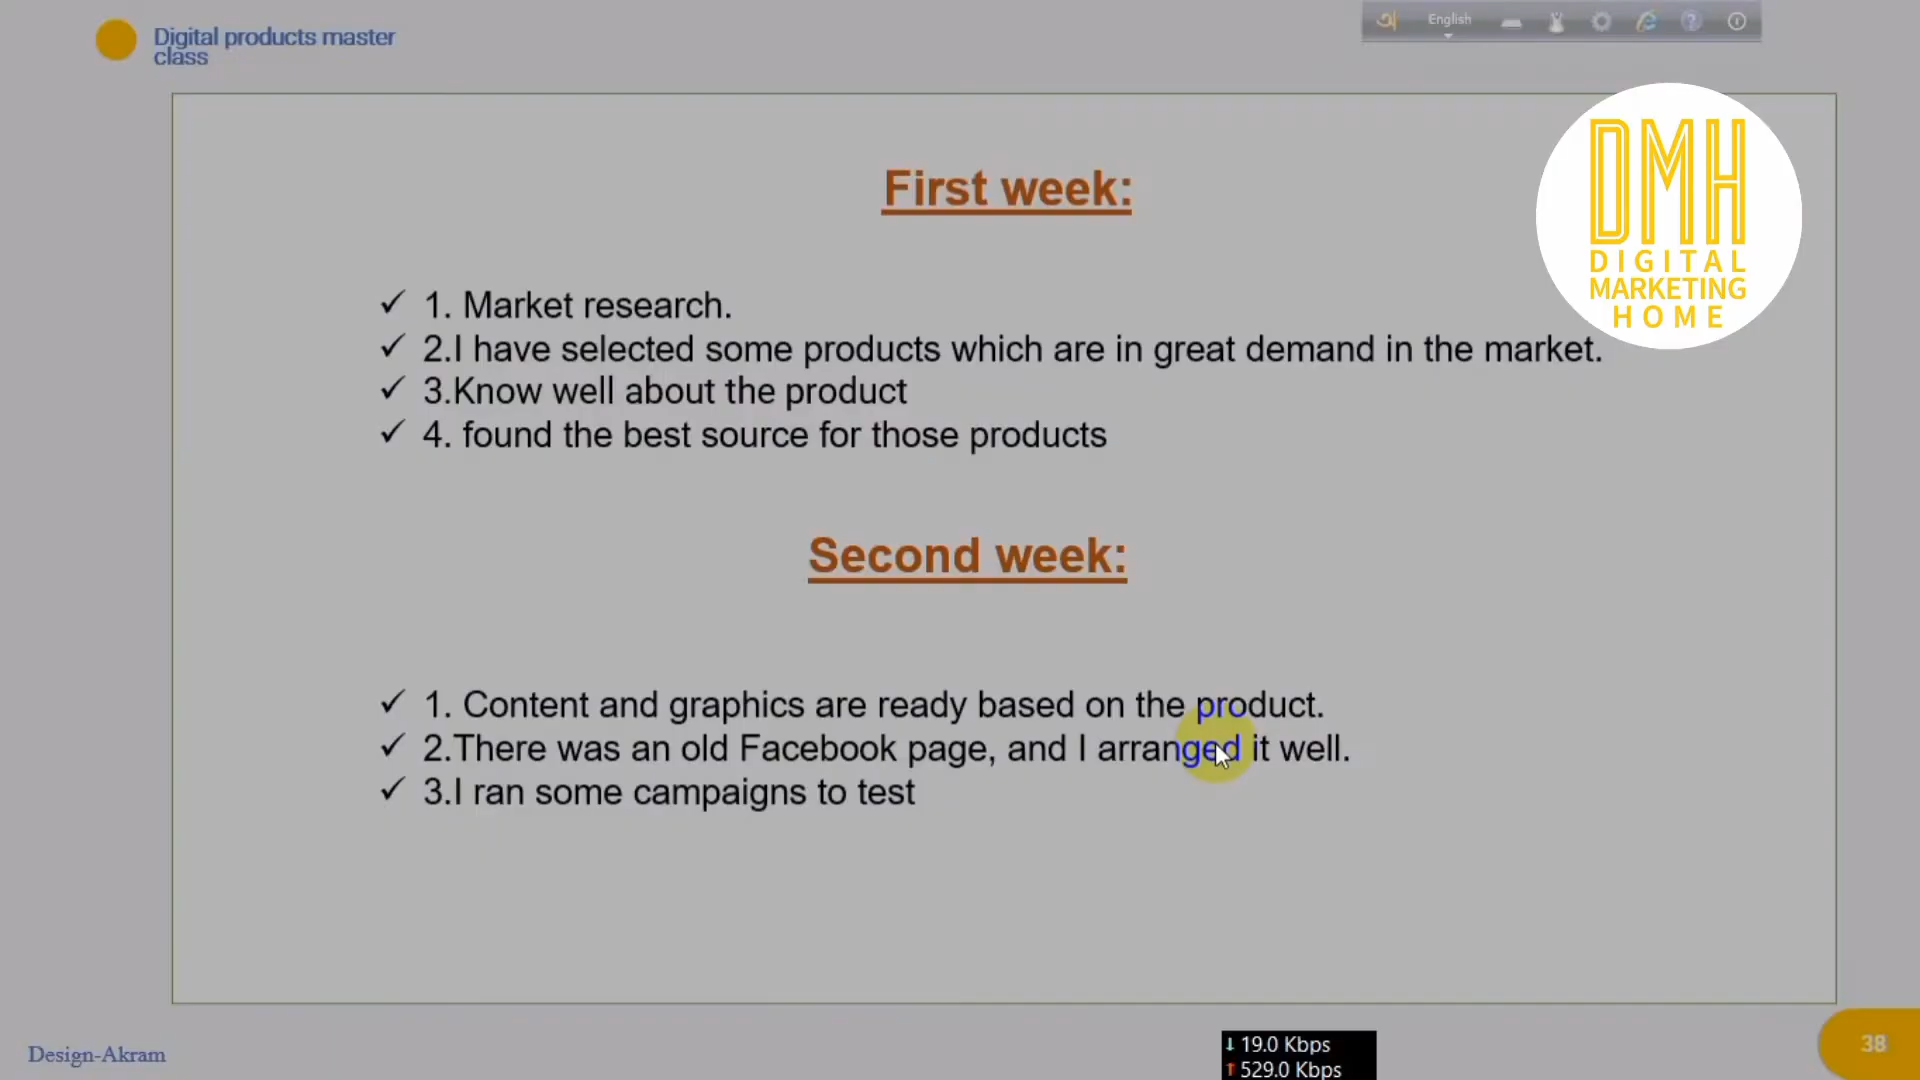 Digital products master
class
অ English
DMH
DIGITAL
MARKETING
HOME
First week:
✓ 1. Market research.
✓ 2.I have selected some products which are in great demand in the market.
✓ 3.Know well about the product
✓ 4. found the best source for those products
Second week:
✓ 1. Content and graphics are ready based on the product.
✓ 2.There was an old Facebook page, and I arranged it well.
✓ 3.I ran some campaigns to test
Design-Akram
↓ 19.0 Kbps
↑ 529.0 Kbps
38